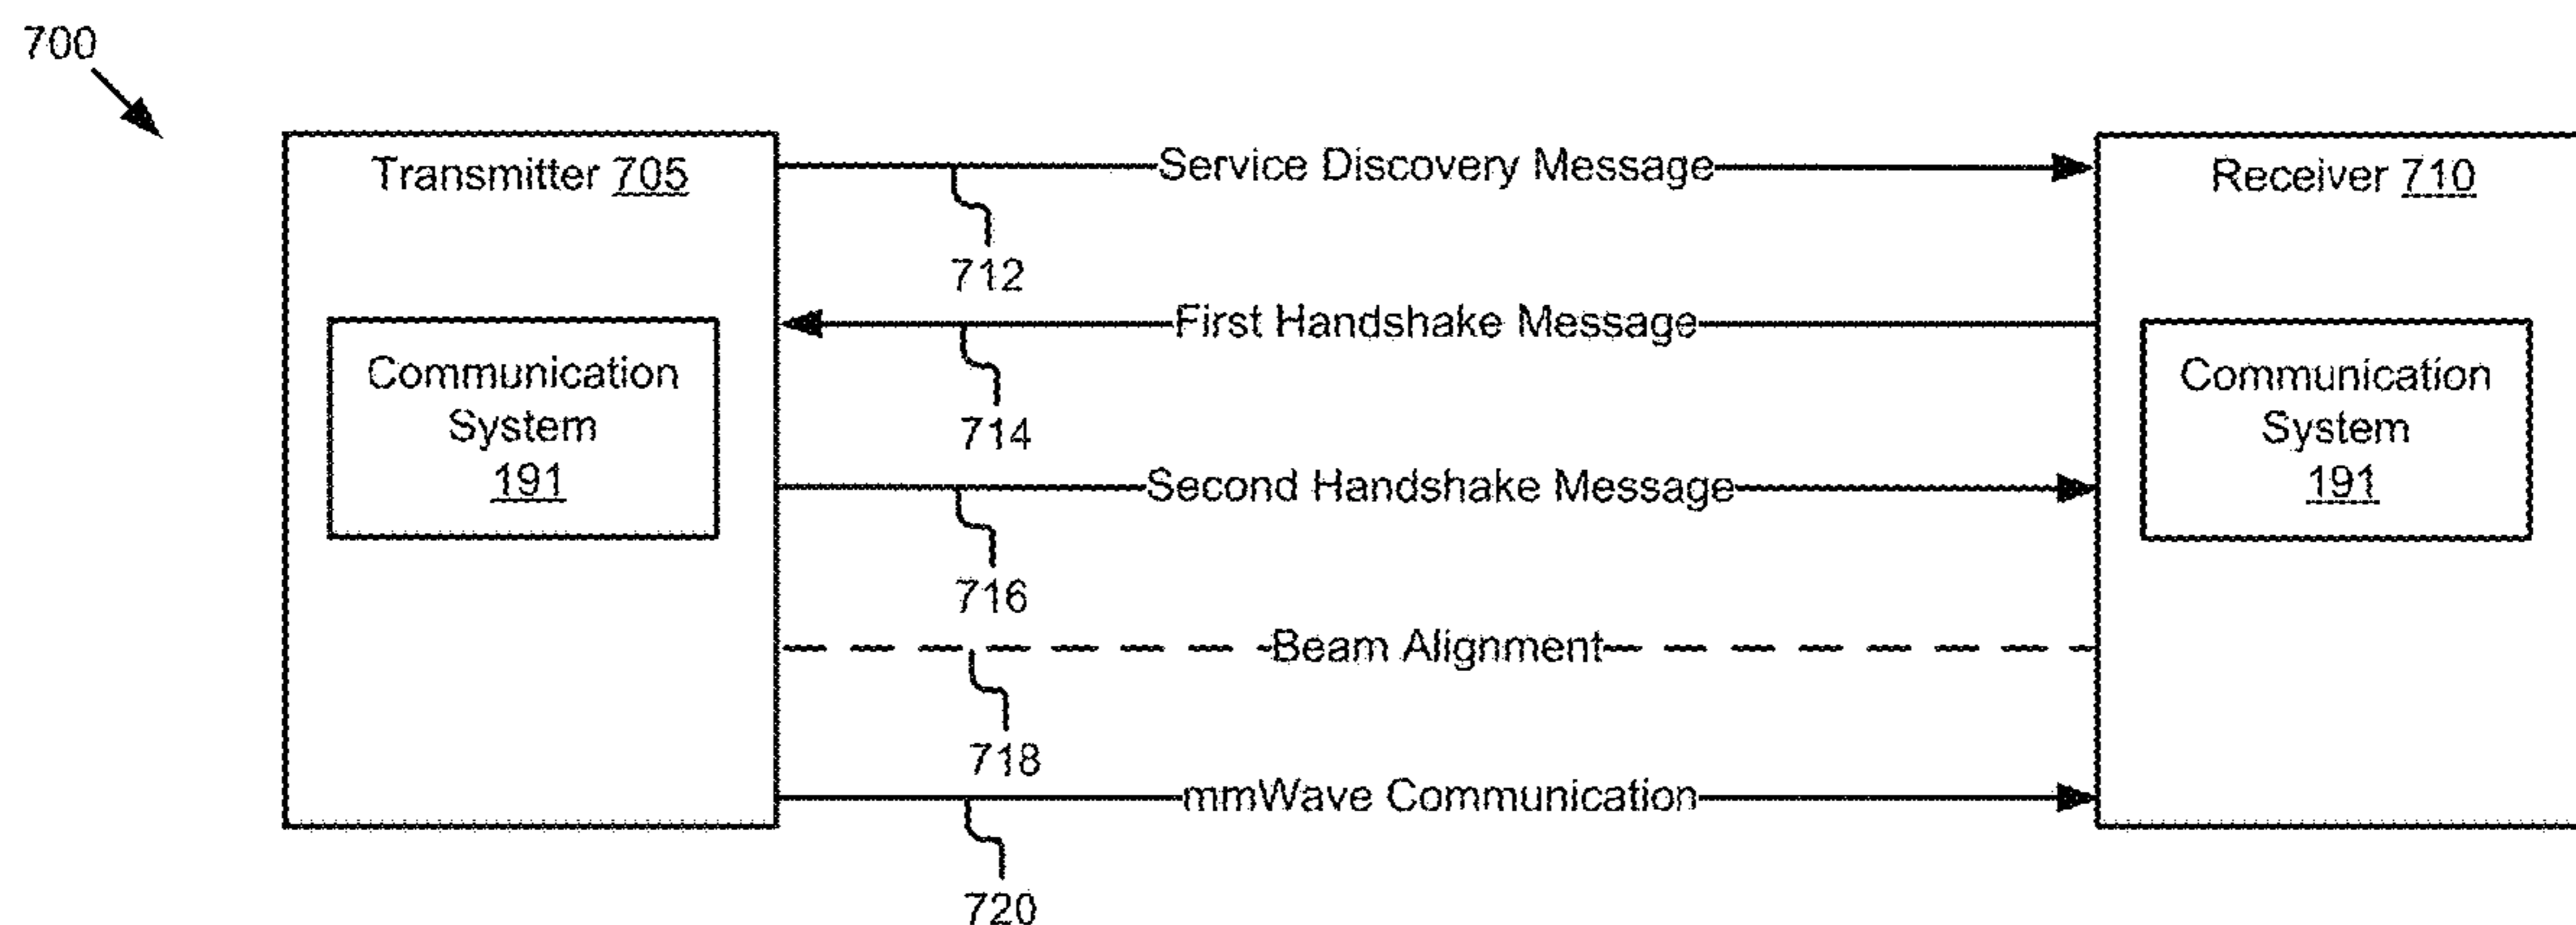 700
Transmitter 705
Communication
System
191
Service Discovery Message
712
First Handshake Message
714
Second Handshake Message
716
Beam Alignment
718
mmWave Communication
720
Receiver 710
Communication
System
191